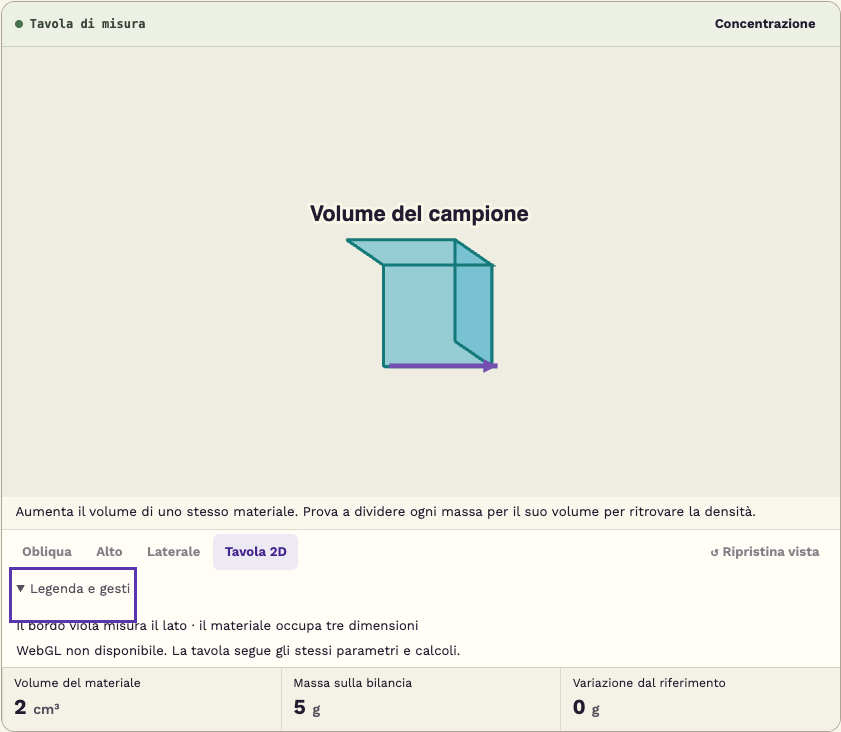 Tavola di misura
Concentrazione
Volume del campione
Aumenta il volume di uno stesso materiale. Prova a dividere ogni massa per il suo volume per ritrovare la densità.
Obliqua Alto Laterale Tavola 2D ↺ Ripristina vista
▼ Legenda e gesti
Il bordo viola misura il lato · il materiale occupa tre dimensioni
WebGL non disponibile. La tavola segue gli stessi parametri e calcoli.
Volume del materiale
2 cm³
Massa sulla bilancia
5 g
Variazione dal riferimento
0 g